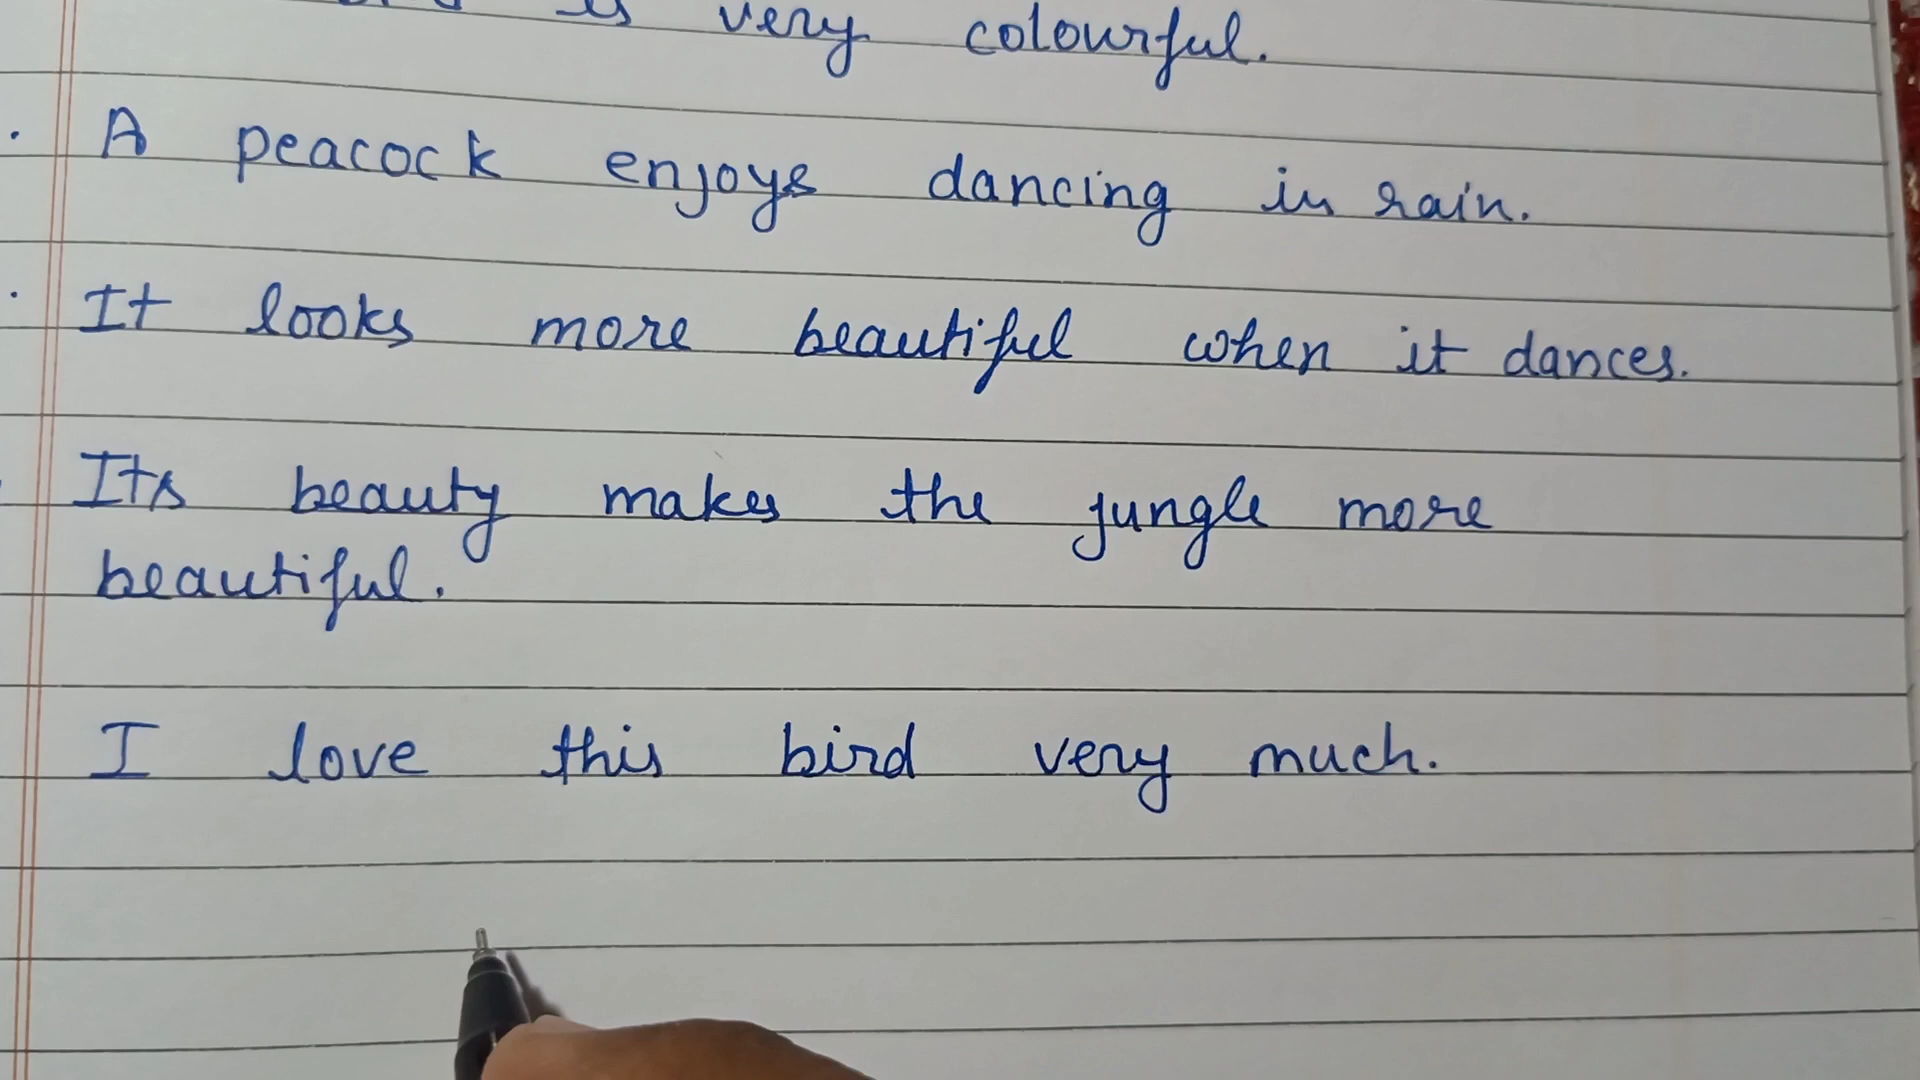 is very colourful.
. A peacock enjoys dancing in rain.
. It looks more beautiful when it dances.
Its beauty makes the jungle more
beautiful.
I love this bird very much.